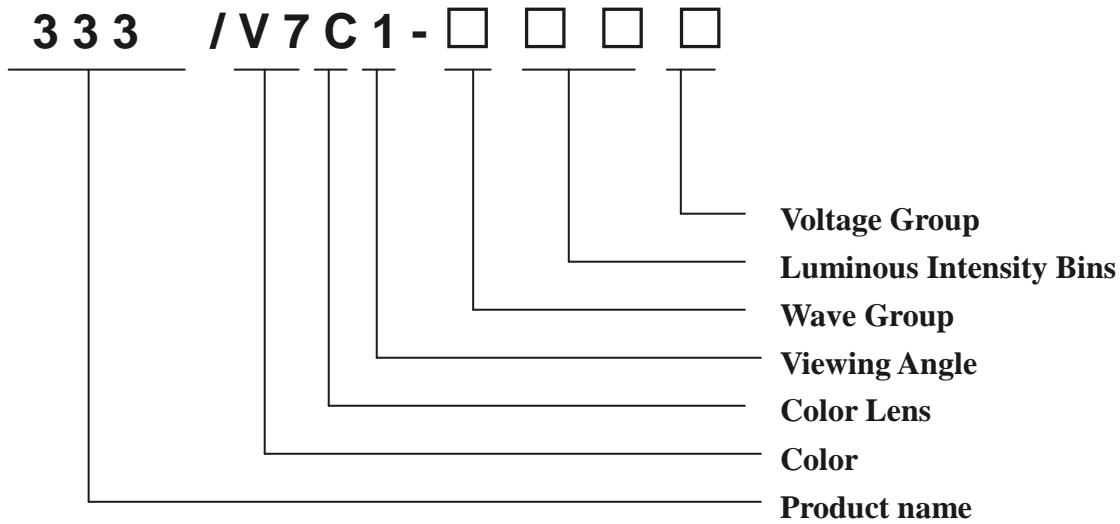 333 /V7C1-□□□□
Voltage Group
Luminous Intensity Bins
Wave Group
Viewing Angle
Color Lens
Color
Product name